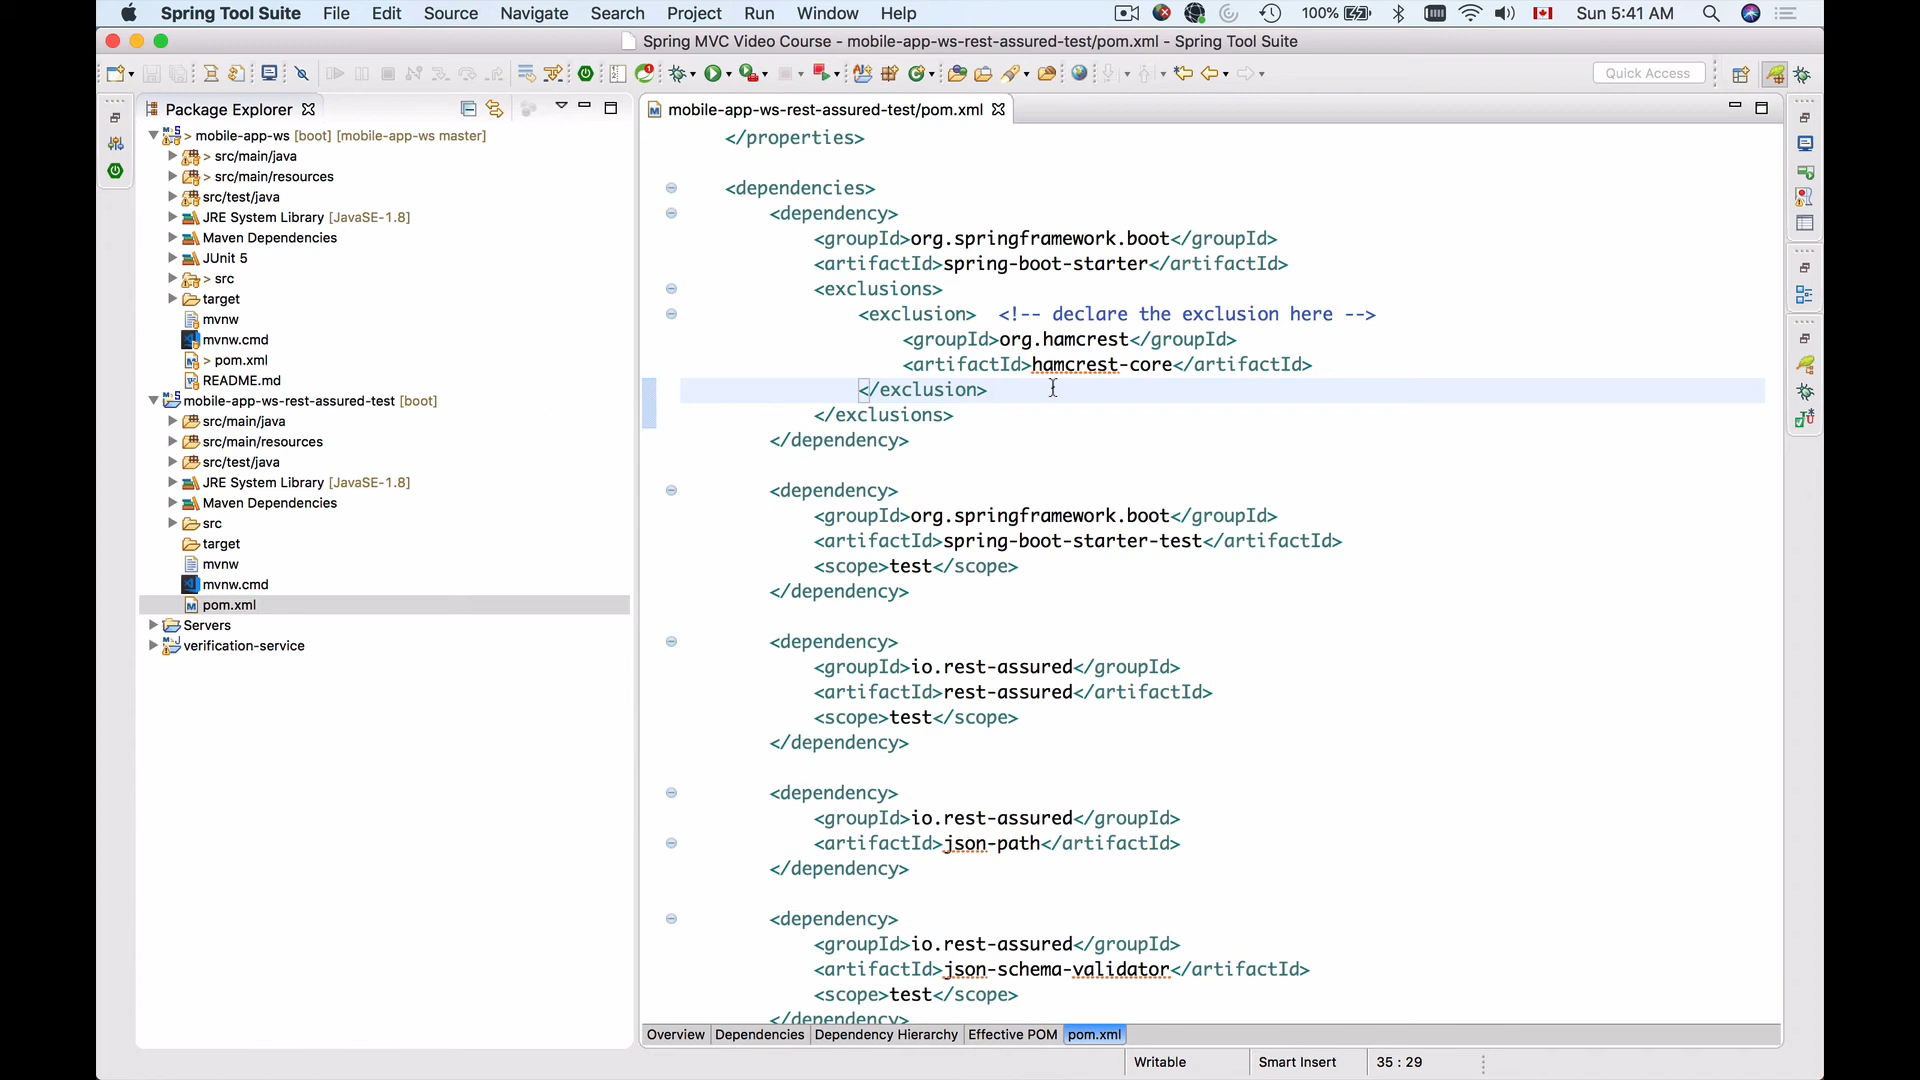 Spring Tool Suite File Edit Source Navigate Search Project Run Window Help 100% Sun 5:41 AM
Spring MVC Video Course - mobile-app-ws-rest-assured-test/pom.xml - Spring Tool Suite
Quick Access
Package Explorer
mobile-app-ws-rest-assured-test/pom.xml
> mobile-app-ws [boot] [mobile-app-ws master]
> src/main/java
> src/main/resources
src/test/java
JRE System Library [JavaSE-1.8]
Maven Dependencies
JUnit 5
> src
target
mvnw
mvnw.cmd
> pom.xml
README.md
mobile-app-ws-rest-assured-test [boot]
src/main/java
src/main/resources
src/test/java
JRE System Library [JavaSE-1.8]
Maven Dependencies
src
target
mvnw
mvnw.cmd
pom.xml
Servers
verification-service
</properties>
<dependencies>
<dependency>
<groupId>org.springframework.boot</groupId>
<artifactId>spring-boot-starter</artifactId>
<exclusions>
<exclusion> <!-- declare the exclusion here -->
<groupId>org.hamcrest</groupId>
<artifactId>hamcrest-core</artifactId>
</exclusion>
</exclusions>
</dependency>
<dependency>
<groupId>org.springframework.boot</groupId>
<artifactId>spring-boot-starter-test</artifactId>
<scope>test</scope>
</dependency>
<dependency>
<groupId>io.rest-assured</groupId>
<artifactId>rest-assured</artifactId>
<scope>test</scope>
</dependency>
<dependency>
<groupId>io.rest-assured</groupId>
<artifactId>json-path</artifactId>
</dependency>
<dependency>
<groupId>io.rest-assured</groupId>
<artifactId>json-schema-validator</artifactId>
<scope>test</scope>
</dependency>
Overview Dependencies Dependency Hierarchy Effective POM pom.xml
Writable Smart Insert 35 : 29